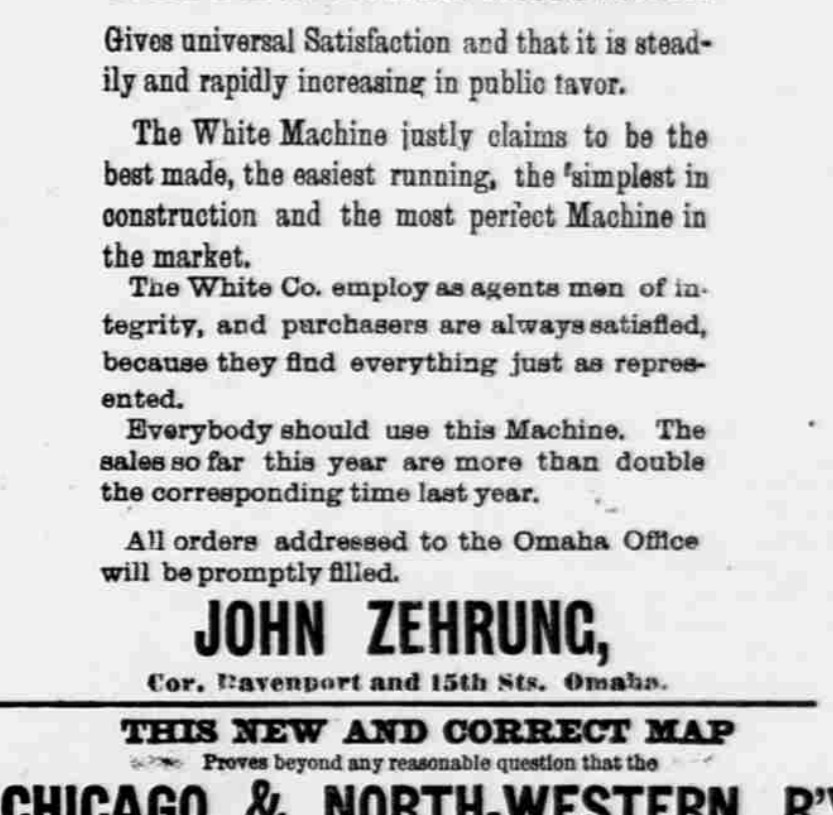 Gives universal Satisfaction and that it is stead-
ily and rapidly increasing in public favor.
The White Machine justly claims to be the
best made, the easiest running, the simplest in
construction and the most perfect Machine in
the market.
The White Co. employ as agents men of in-
tegrity, and purchasers are always satisfied,
because they find everything just as repres-
ented.
Everybody should use this Machine. The
sales so far this year are more than double
the corresponding time last year.
All orders addressed to the Omaha Office
will be promptly filled.
JOHN ZEHRUNG,
Cor. Davenport and 15th Sts. Omaha.
THIS NEW AND CORRECT MAP
Proves beyond any reasonable question that the
CHICAGO & NORTH-WESTERN R'Y